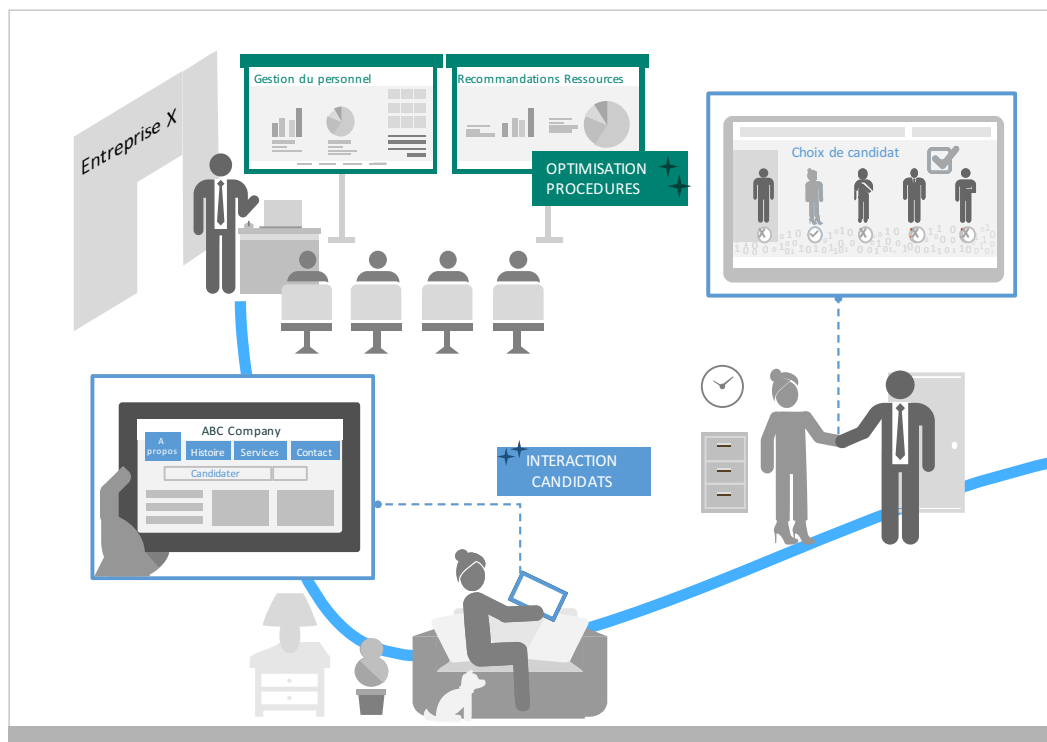 Entreprise X
Gestion du personnel
Recommandations Ressources
OPTIMISATION
PROCEDURES
Choix de candidat
ABC Company
A
propos
Histoire
Services
Contact
Candidater
INTERACTION
CANDIDATS